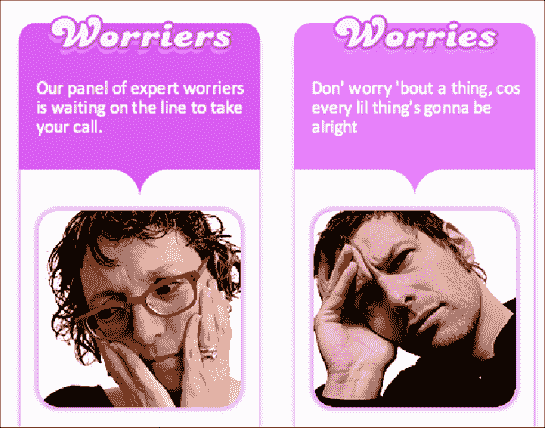 Worriers
Our panel of expert worriers
is waiting on the line to take
your call.
Worries
Don' worry 'bout a thing, cos
every lil thing's gonna be
alright